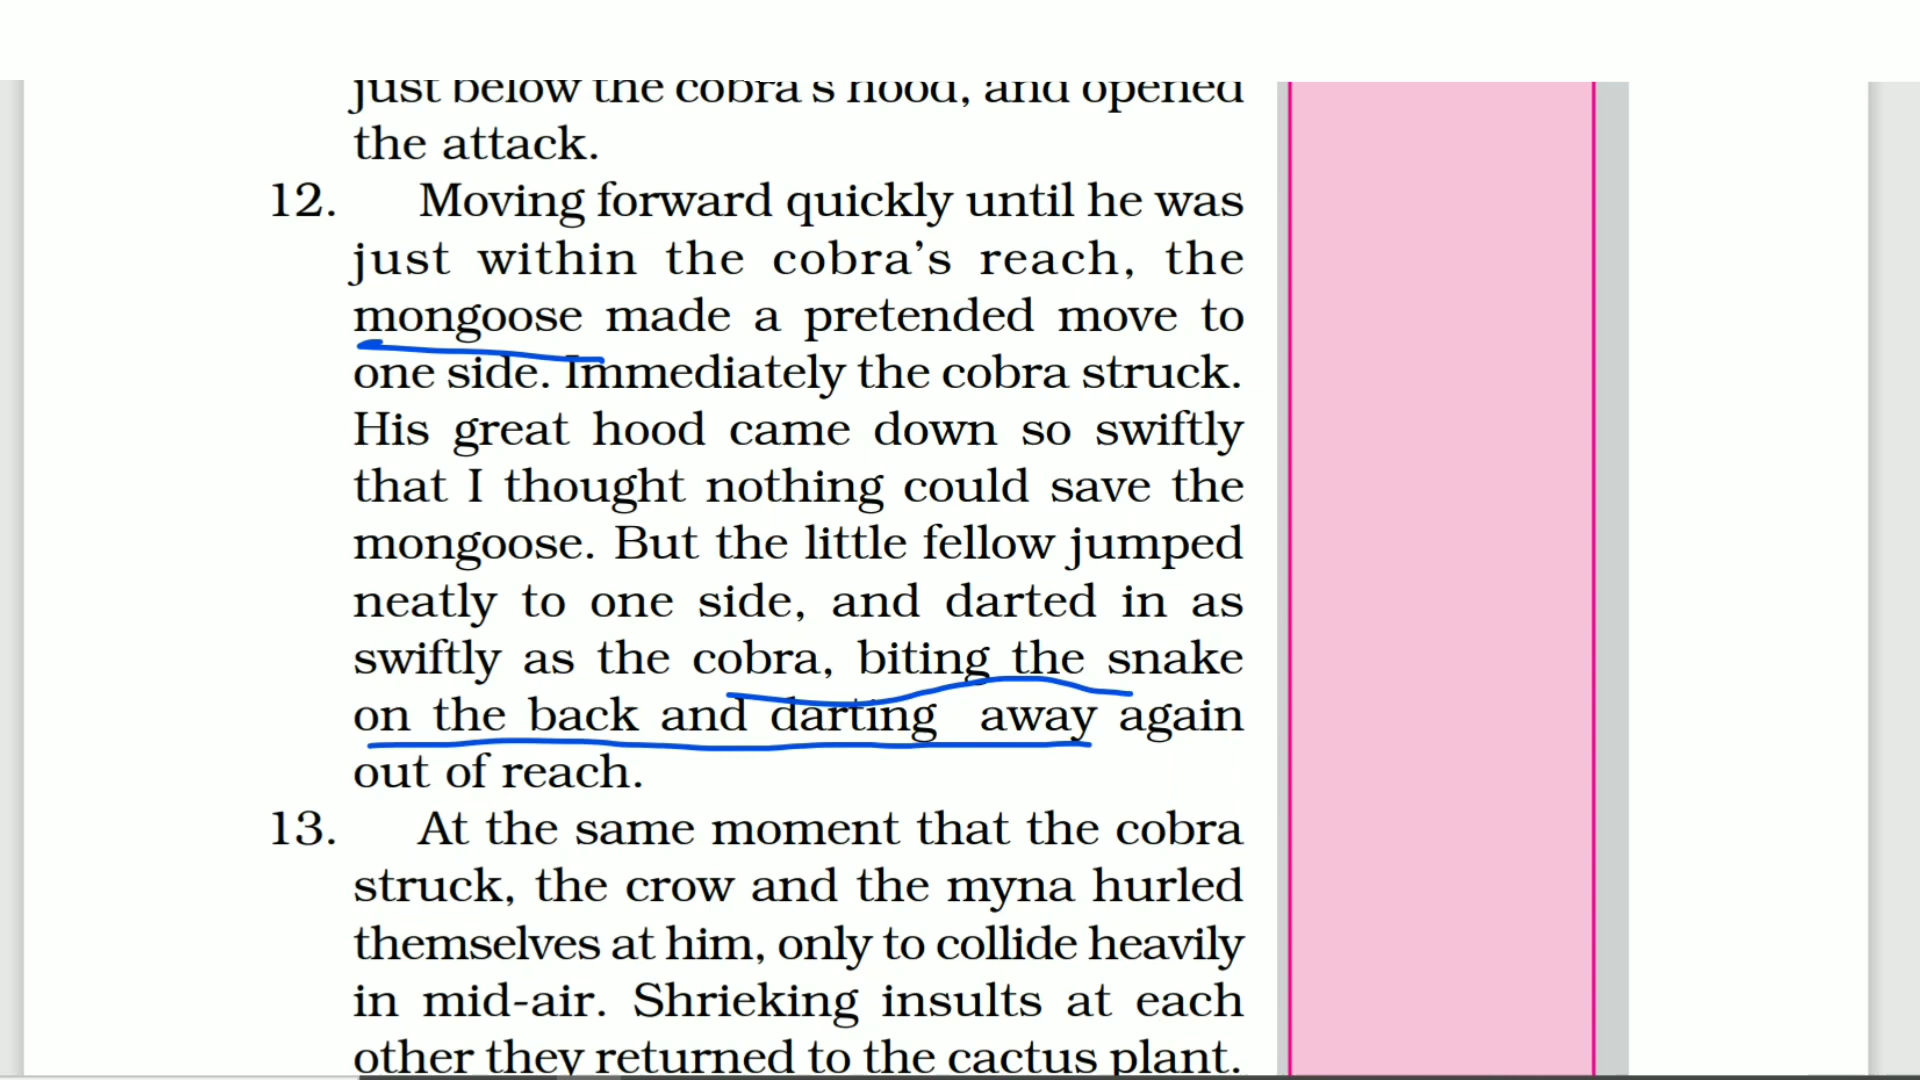 just below the cobra's hood, and opened
the attack.
12. Moving forward quickly until he was
just within the cobra’s reach, the
mongoose made a pretended move to
one side. Immediately the cobra struck.
His great hood came down so swiftly
that I thought nothing could save the
mongoose. But the little fellow jumped
neatly to one side, and darted in as
swiftly as the cobra, biting the snake
on the back and darting away again
out of reach.
13. At the same moment that the cobra
struck, the crow and the myna hurled
themselves at him, only to collide heavily
in mid-air. Shrieking insults at each
other they returned to the cactus plant.